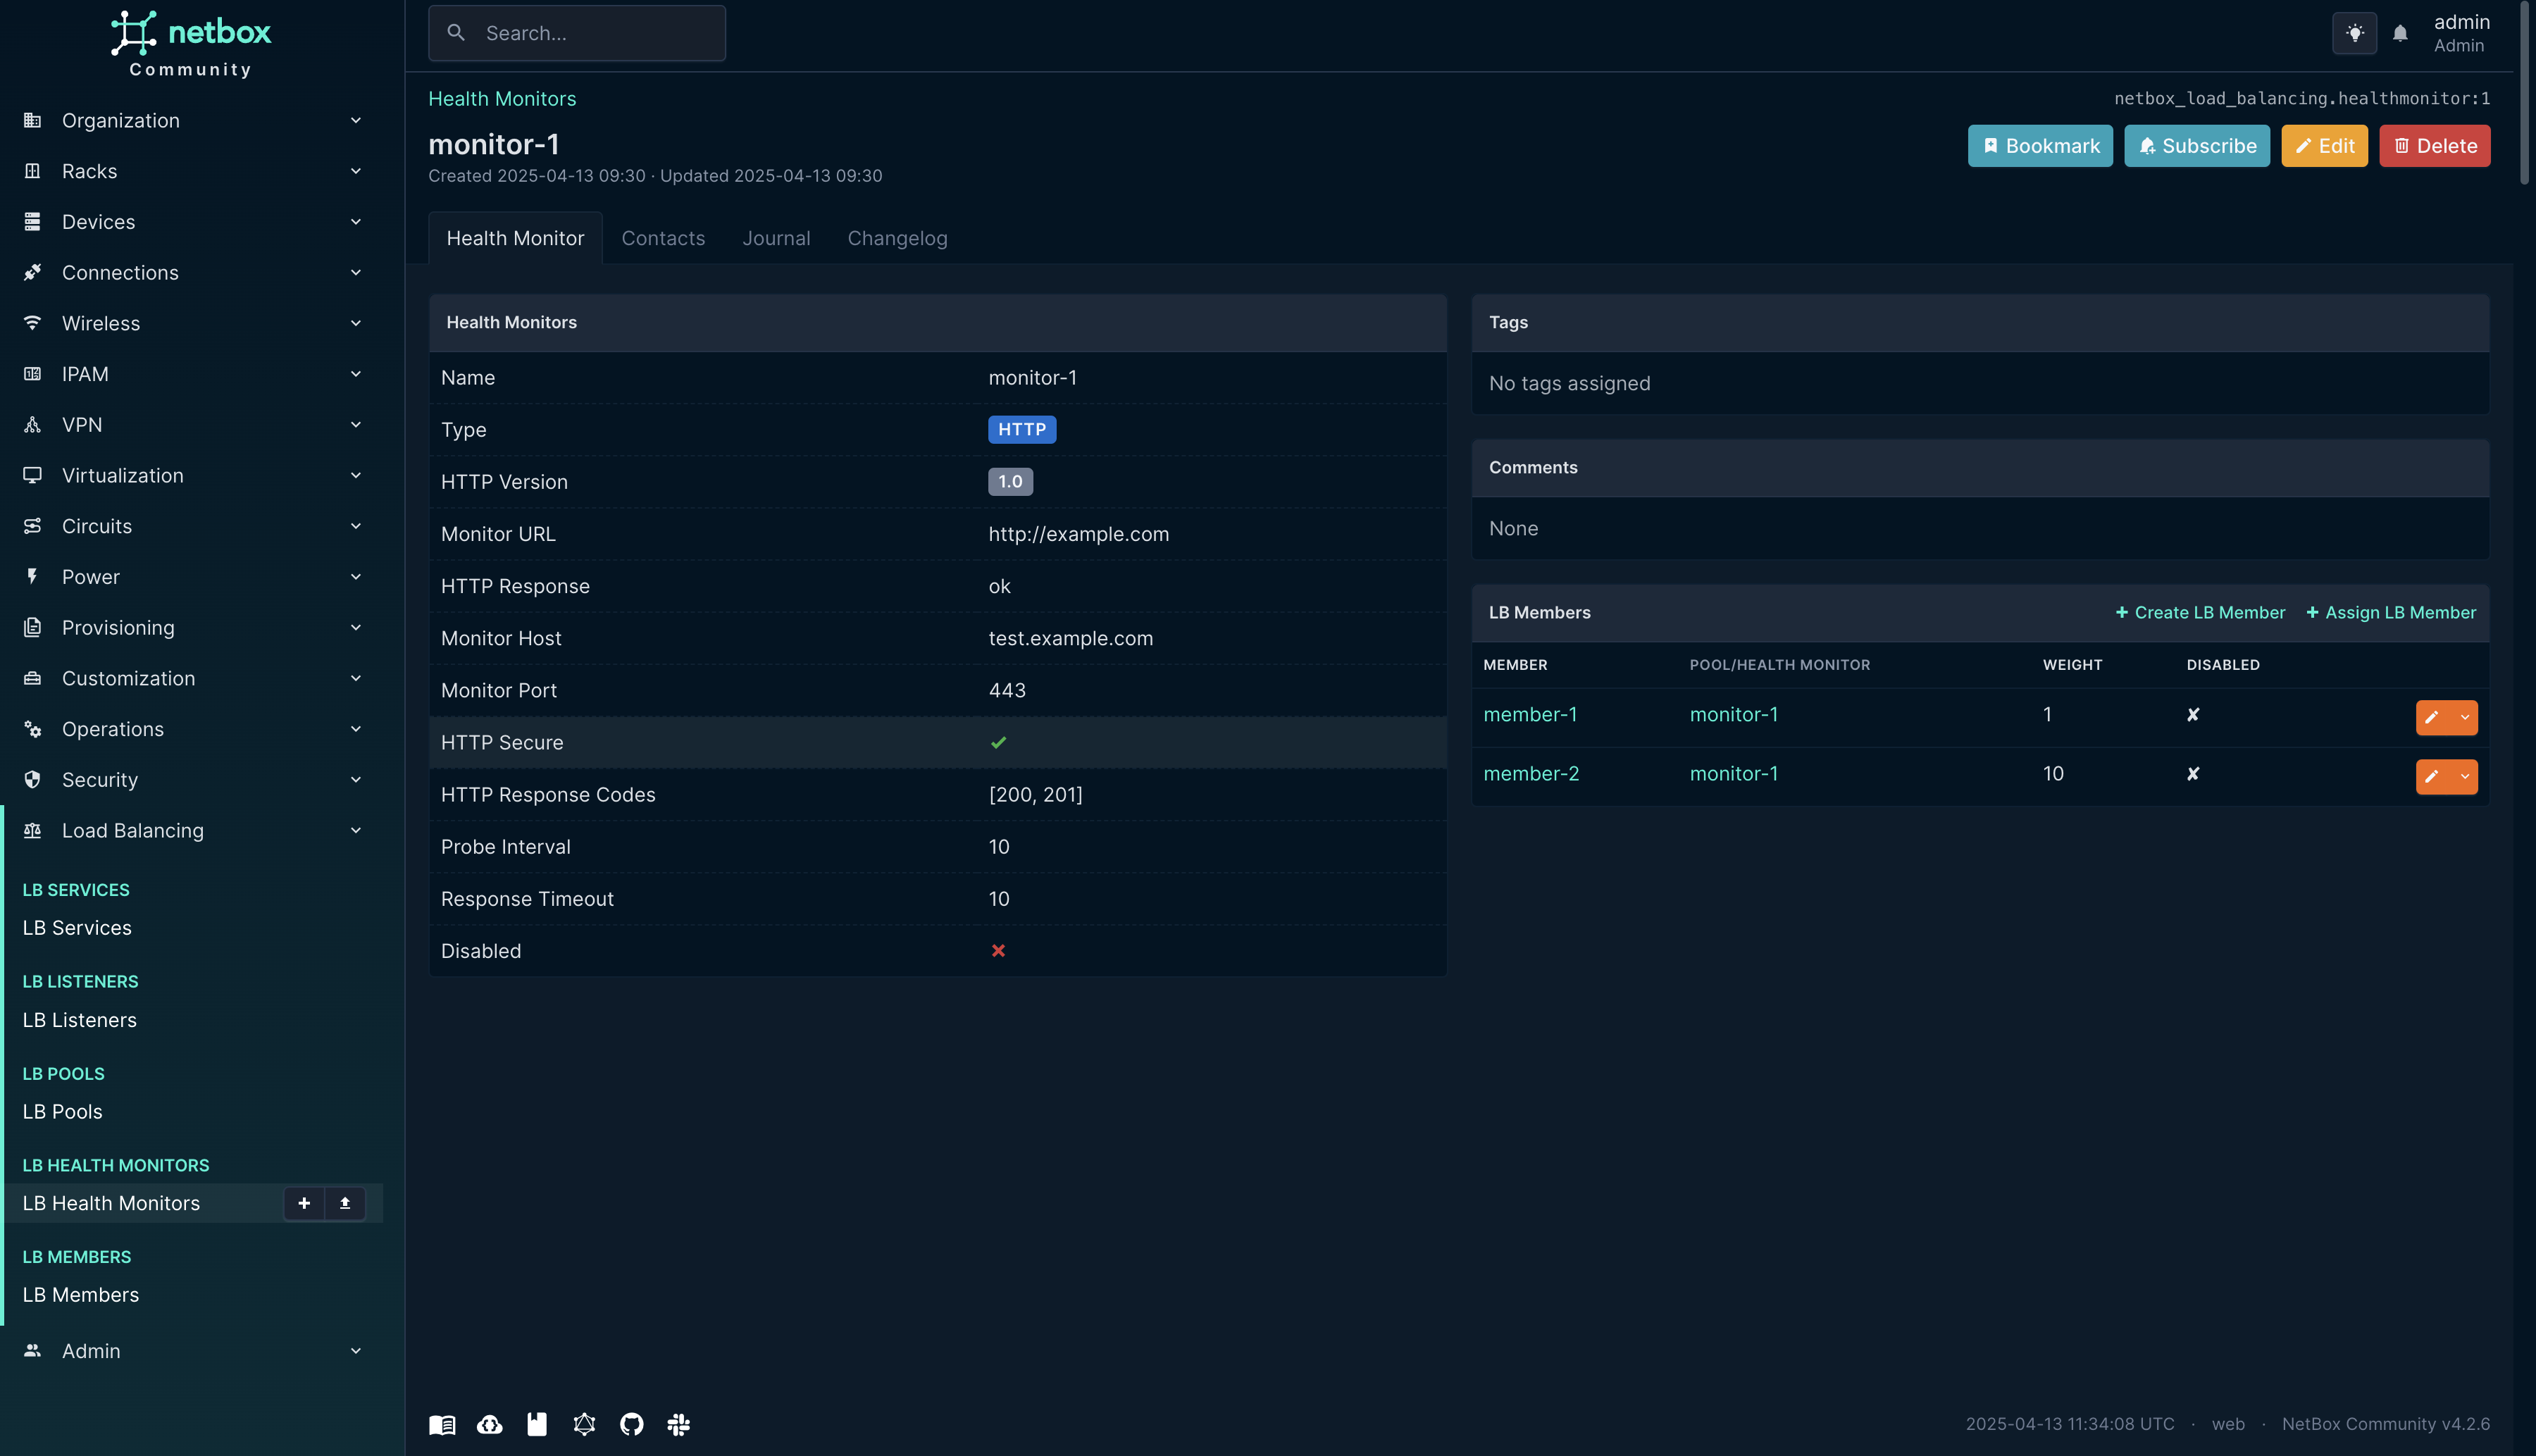 netbox
Community
Search...
admin
Admin
Organization
Racks
Devices
Connections
Wireless
IPAM
VPN
Virtualization
Circuits
Power
Provisioning
Customization
Operations
Security
Load Balancing
LB SERVICES
LB Services
LB LISTENERS
LB Listeners
LB POOLS
LB Pools
LB HEALTH MONITORS
LB Health Monitors
LB MEMBERS
LB Members
Admin
Health Monitors
netbox_load_balancing.healthmonitor:1
monitor-1
Created 2025-04-13 09:30 · Updated 2025-04-13 09:30
Bookmark
Subscribe
Edit
Delete
Health Monitor Contacts Journal Changelog
Health Monitors
Name monitor-1
Type HTTP
HTTP Version 1.0
Monitor URL http://example.com
HTTP Response ok
Monitor Host test.example.com
Monitor Port 443
HTTP Secure ✔
HTTP Response Codes [200, 201]
Probe Interval 10
Response Timeout 10
Disabled ✖
Tags
No tags assigned
Comments
None
LB Members + Create LB Member + Assign LB Member
MEMBER POOL/HEALTH MONITOR WEIGHT DISABLED
member-1 monitor-1 1 ✘
member-2 monitor-1 10 ✘
2025-04-13 11:34:08 UTC · web · NetBox Community v4.2.6